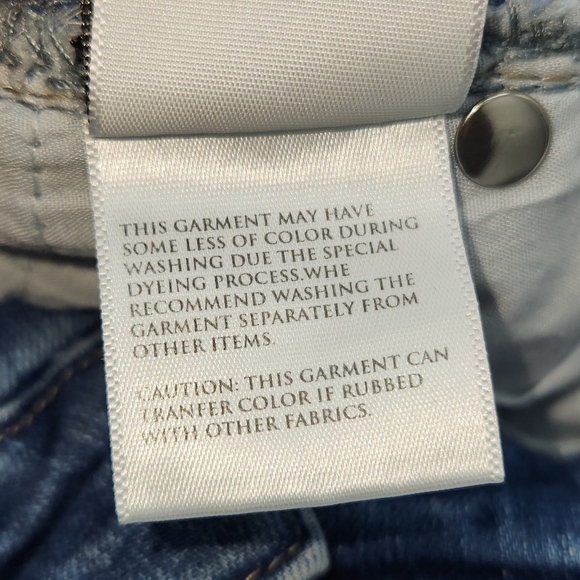 THIS GARMENT MAY HAVE
SOME LESS OF COLOR DURING
WASHING DUE THE SPECIAL
DYEING PROCESS.WHE
RECOMMEND WASHING THE
GARMENT SEPARATELY FROM
OTHER ITEMS.
CAUTION: THIS GARMENT CAN
TRANFER COLOR IF RUBBED
WITH OTHER FABRICS.